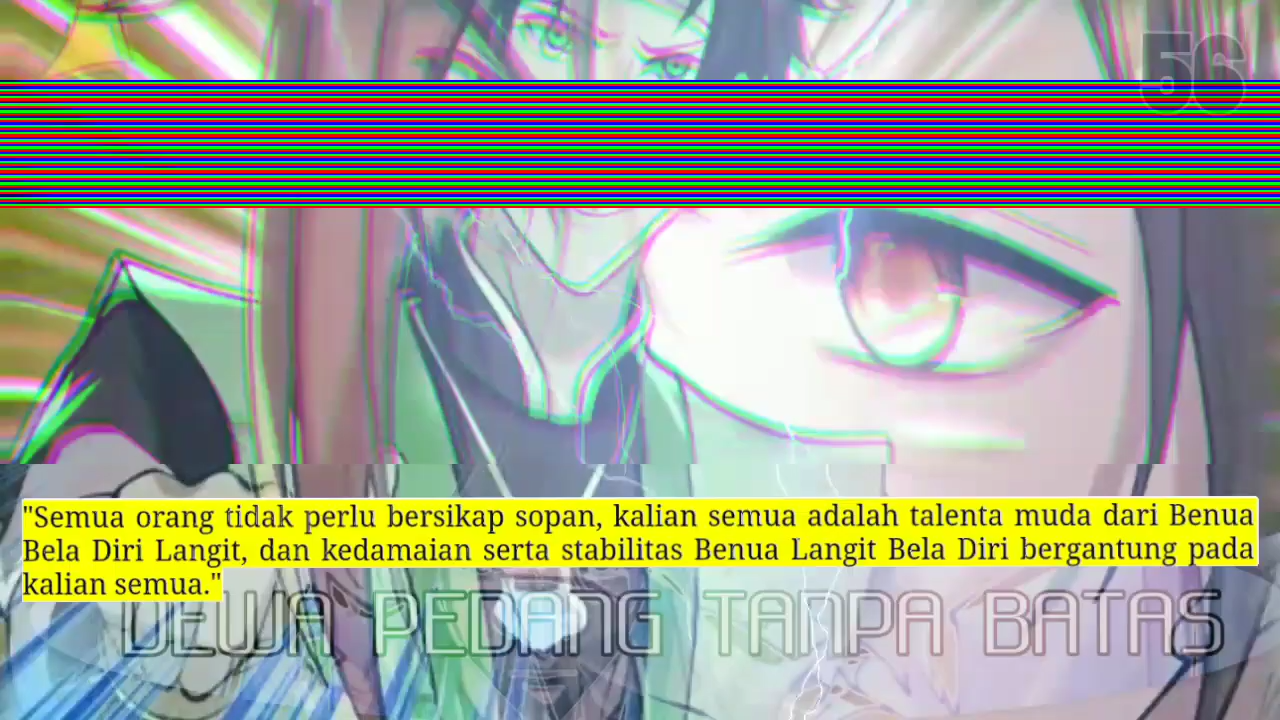 56
"Semua orang tidak perlu bersikap sopan, kalian semua adalah talenta muda dari Benua
Bela Diri Langit, dan kedamaian serta stabilitas Benua Langit Bela Diri bergantung pada
kalian semua."
DEWA PEDANG TANPA BATAS